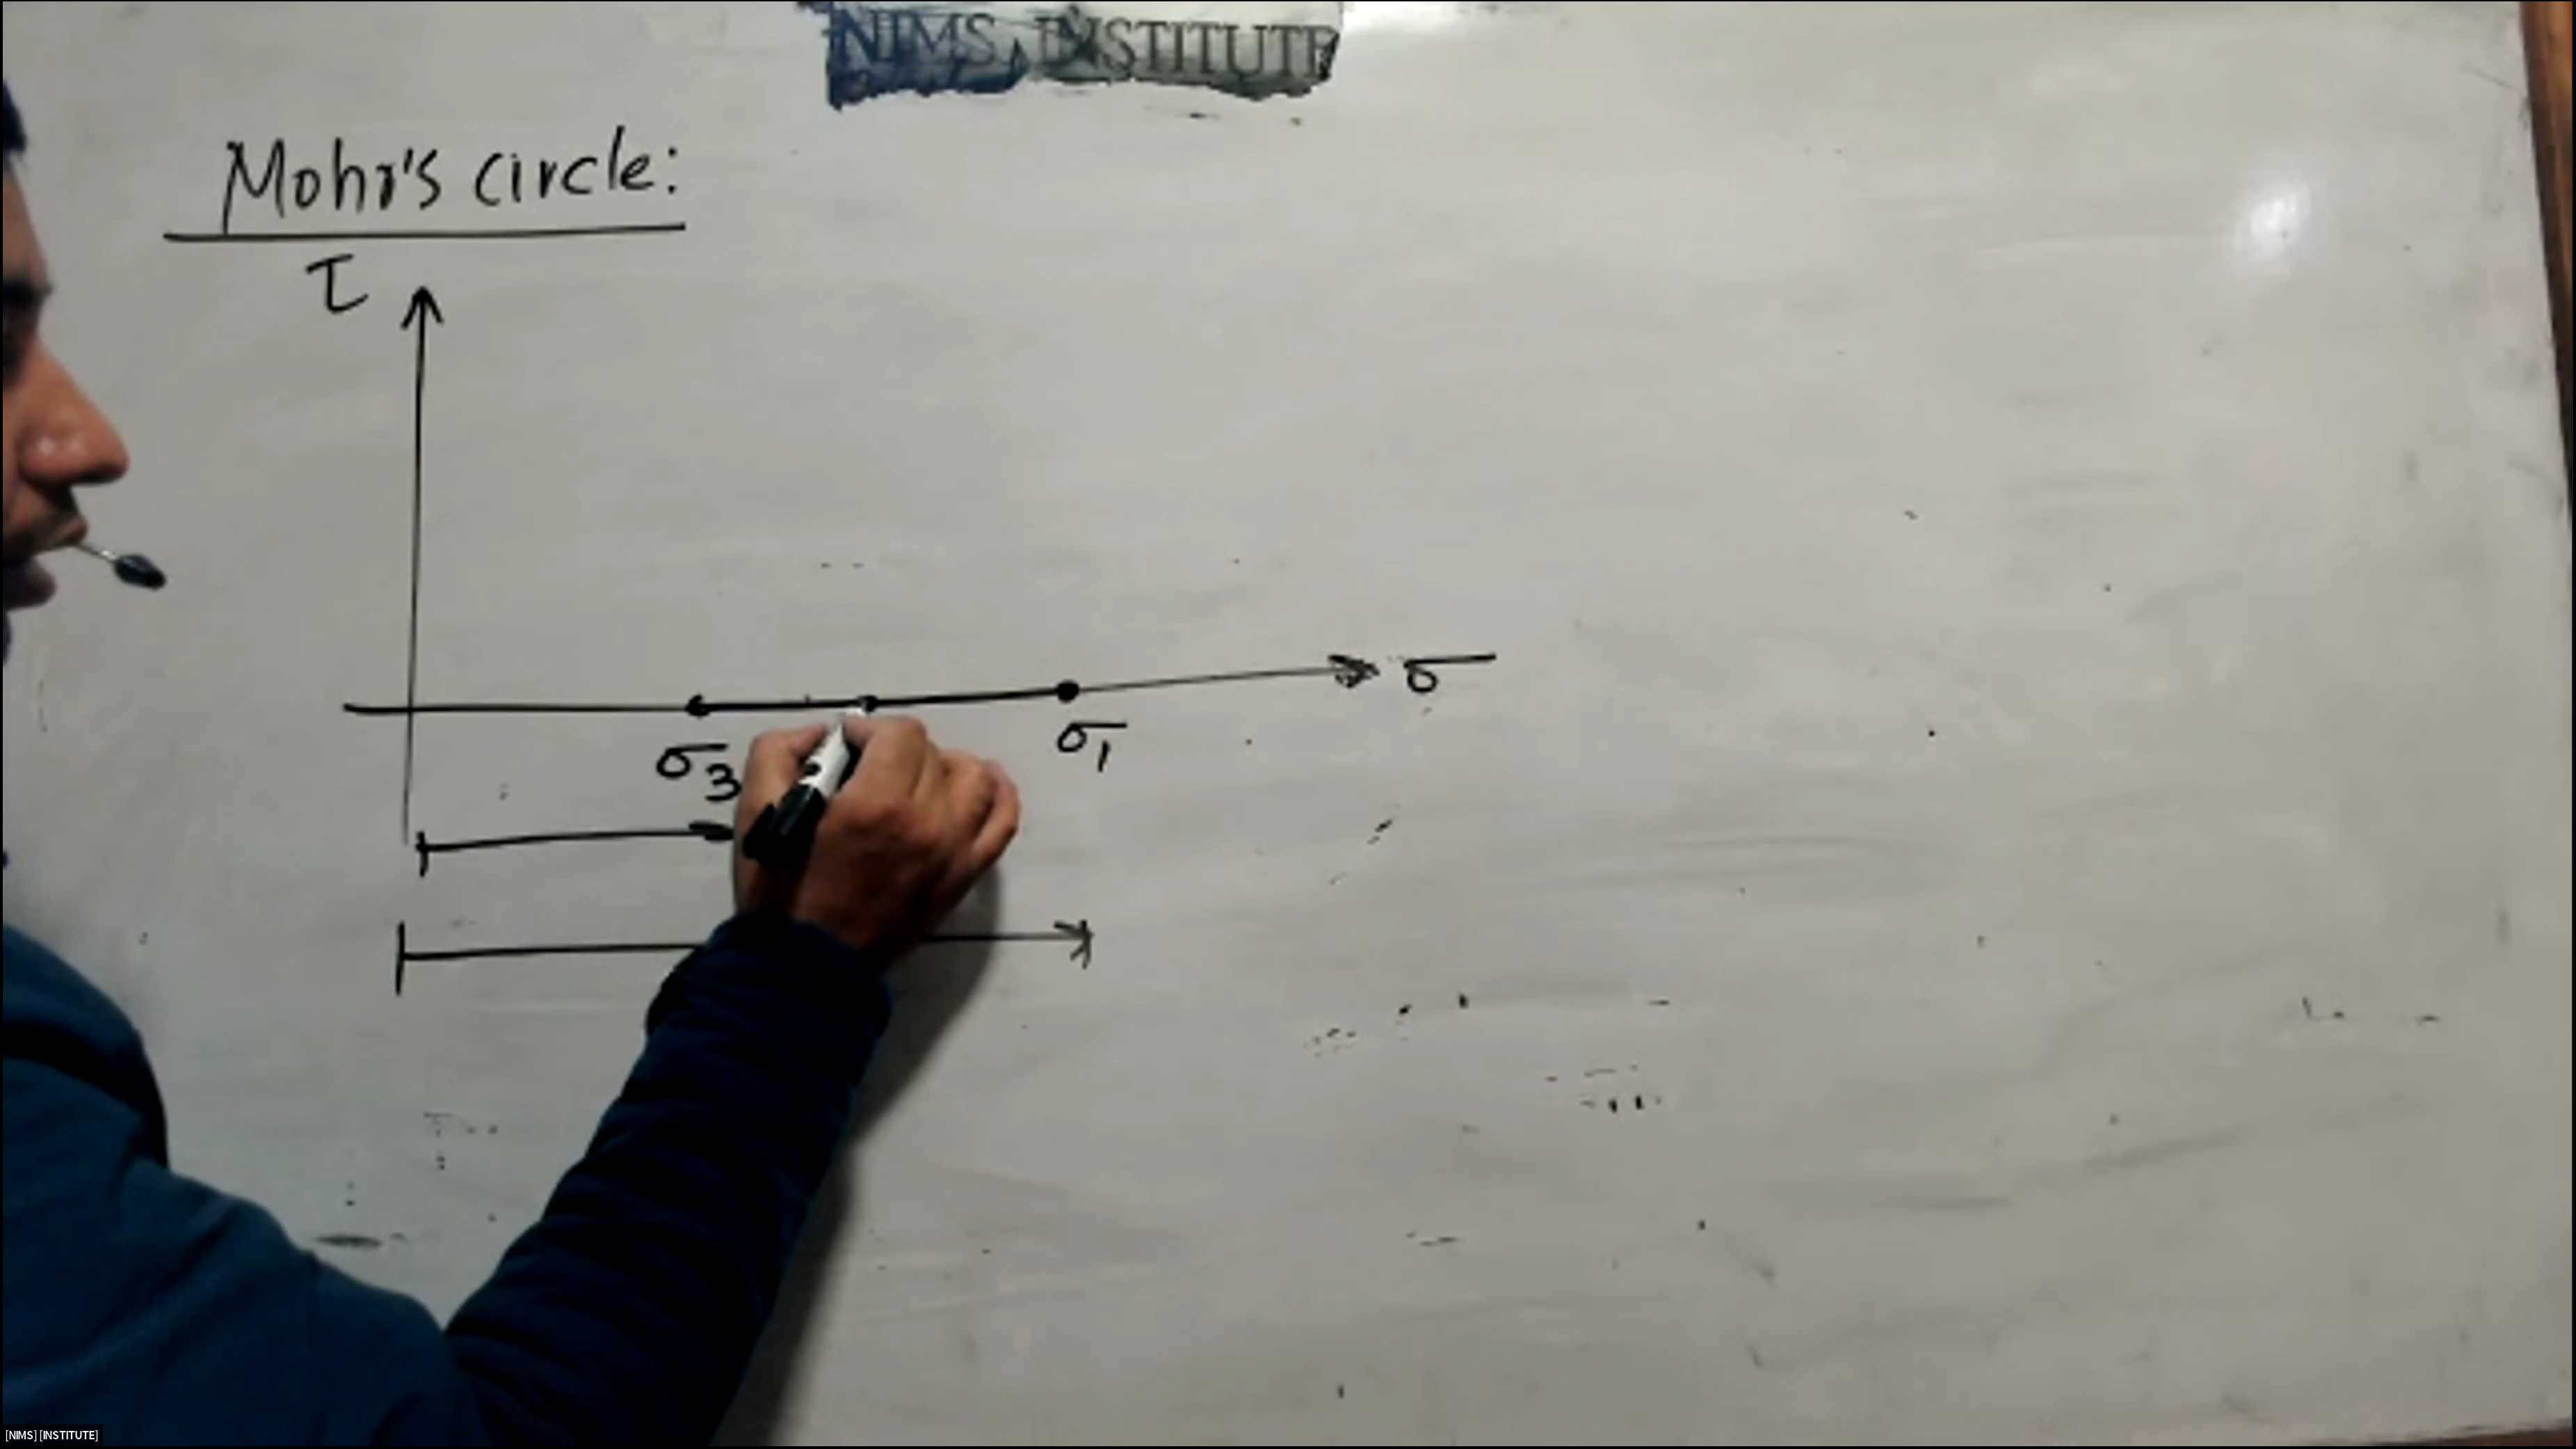 NIMS INSTITUTE
Mohr's circle:
τ
σ
σ3
σ1
[NIMS] [INSTITUTE]